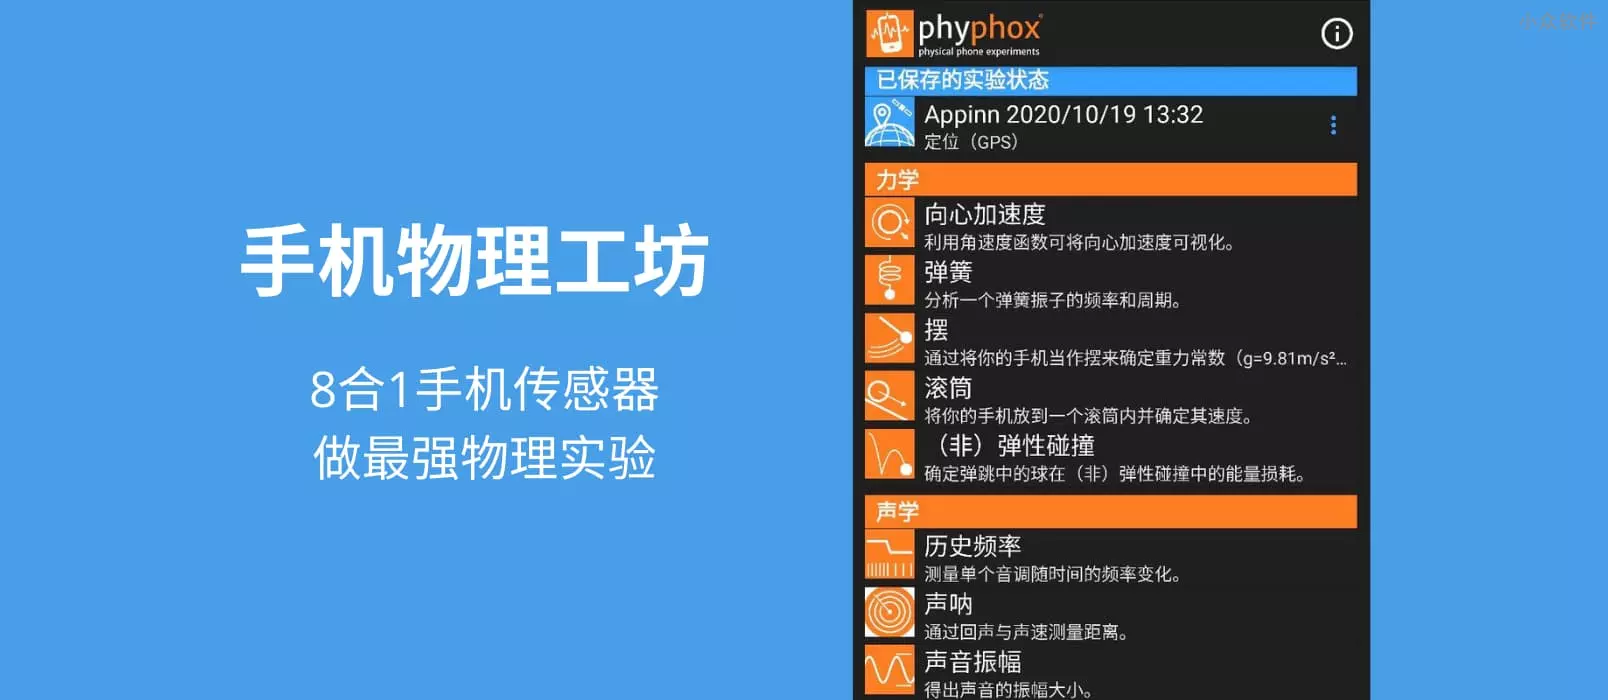 手机物理工坊
8合1手机传感器
做最强物理实验
phyphox
physical phone experiments
已保存的实验状态
Appinn 2020/10/19 13:32
定位（GPS）
力学
向心加速度
利用角速度函数可将向心加速度可视化。
弹簧
分析一个弹簧振子的频率和周期。
摆
通过将你的手机当作摆来确定重力常数（g=9.81m/s²...
滚筒
将你的手机放到一个滚筒内并确定其速度。
（非）弹性碰撞
确定弹跳中的球在（非）弹性碰撞中的能量损耗。
声学
历史频率
测量单个音调随时间的频率变化。
声呐
通过回声与声速测量距离。
声音振幅
得出声音的振幅大小。
小众软件